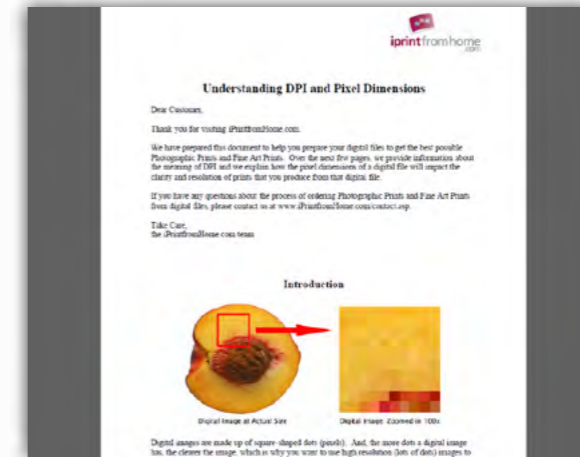 iprintfromhome
.com
Understanding DPI and Pixel Dimensions
Dear Customer,
Thank you for visiting iPrintfromHome.com.
We have prepared this document to help you prepare your digital files to get the best possible
Photographic Prints and Fine Art Prints. Over the next few pages, we provide information about
the meaning of DPI and we explain how the pixel dimensions of a digital file will impact the
clarity and resolution of prints that you produce from that digital file.
If you have any questions about the process of ordering Photographic Prints and Fine Art Prints
from digital files, please contact us at www.iPrintfromHome.com/contact.asp.
Take Care,
the iPrintfromHome.com team
Introduction
Digital Image at Actual Size
Digital Image Zoomed in 100x
Digital images are made up of square-shaped dots (pixels). And, the more dots a digital image
has, the clearer the image, which is why you want to use high resolution (lots of dots) images to